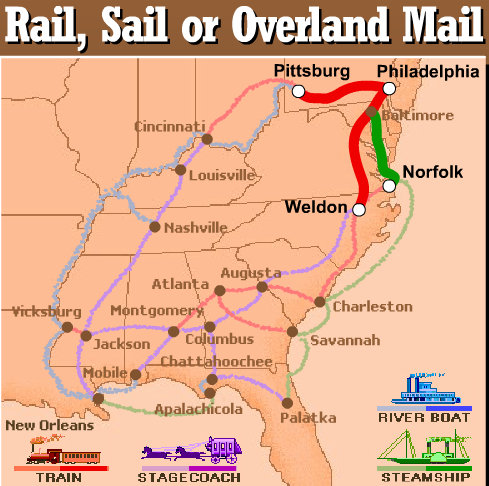 Rail, Sail or Overland Mail
Pittsburg
Philadelphia
Baltimore
Cincinnati
Louisville
Norfolk
Weldon
Nashville
Augusta
Atlanta
Vicksburg
Montgomery
Charleston
Jackson
Columbus
Savannah
Chattahoochee
Mobile
Apalachicola
Palatka
New Orleans
RIVER BOAT
TRAIN
STAGECOACH
STEAMSHIP